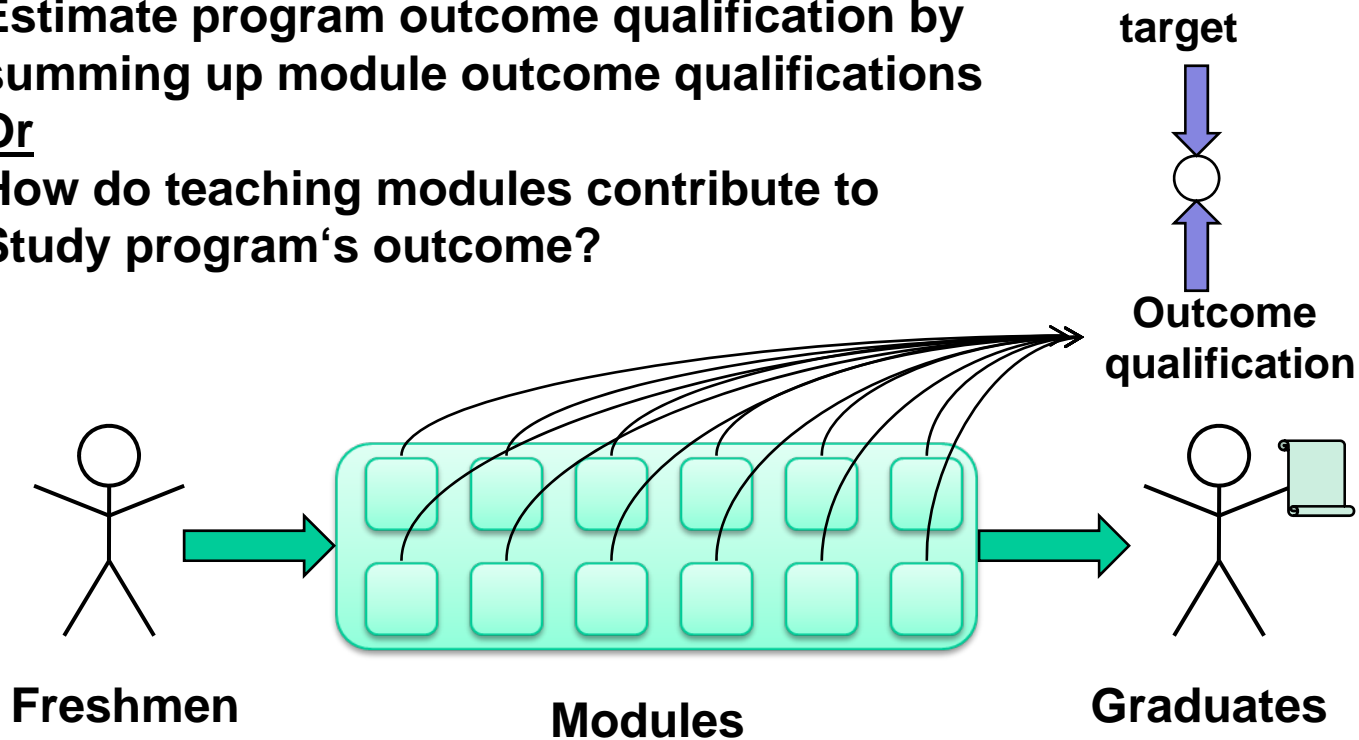 Estimate program outcome qualification by
summing up module outcome qualifications
Or
How do teaching modules contribute to
Study program‘s outcome?
target
Outcome
qualification
Freshmen
Modules
Graduates